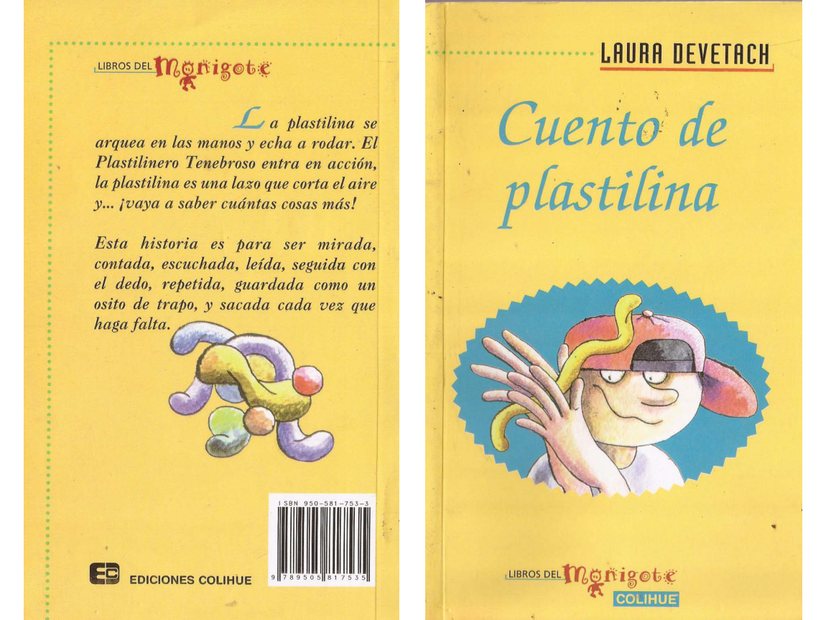 LIBROS DEL Monigote
La plastilina se
arquea en las manos y echa a rodar. El
Plastilinero Tenebroso entra en acción,
la plastilina es una lazo que corta el aire
y... ¡vaya a saber cuántas cosas más!
Esta historia es para ser mirada,
contada, escuchada, leída, seguida con
el dedo, repetida, guardada como un
osito de trapo, y sacada cada vez que
haga falta.
ISBN 950-581-753-3
9 789505 817535
EC EDICIONES COLIHUE
LAURA DEVETACH
Cuento de
plastilina
LIBROS DEL Monigote
COLIHUE